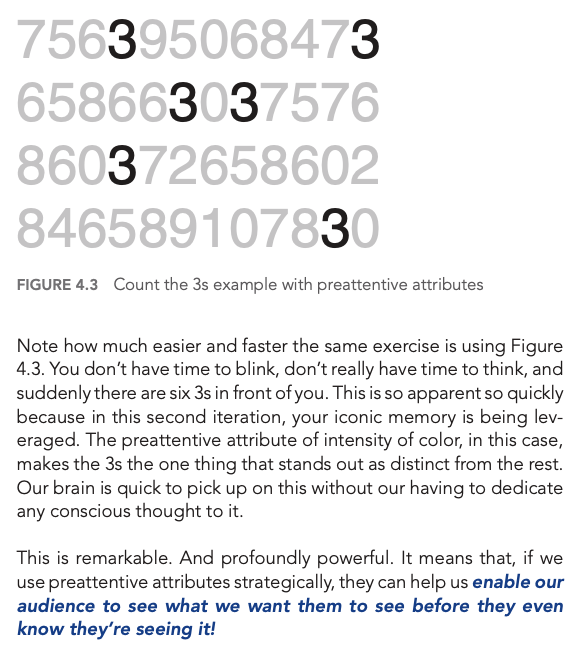 756395068473
658663037576
860372658602
846589107830
FIGURE 4.3 Count the 3s example with preattentive attributes
Note how much easier and faster the same exercise is using Figure
4.3. You don’t have time to blink, don’t really have time to think, and
suddenly there are six 3s in front of you. This is so apparent so quickly
because in this second iteration, your iconic memory is being lev-
eraged. The preattentive attribute of intensity of color, in this case,
makes the 3s the one thing that stands out as distinct from the rest.
Our brain is quick to pick up on this without our having to dedicate
any conscious thought to it.
This is remarkable. And profoundly powerful. It means that, if we
use preattentive attributes strategically, they can help us enable our
audience to see what we want them to see before they even
know they’re seeing it!